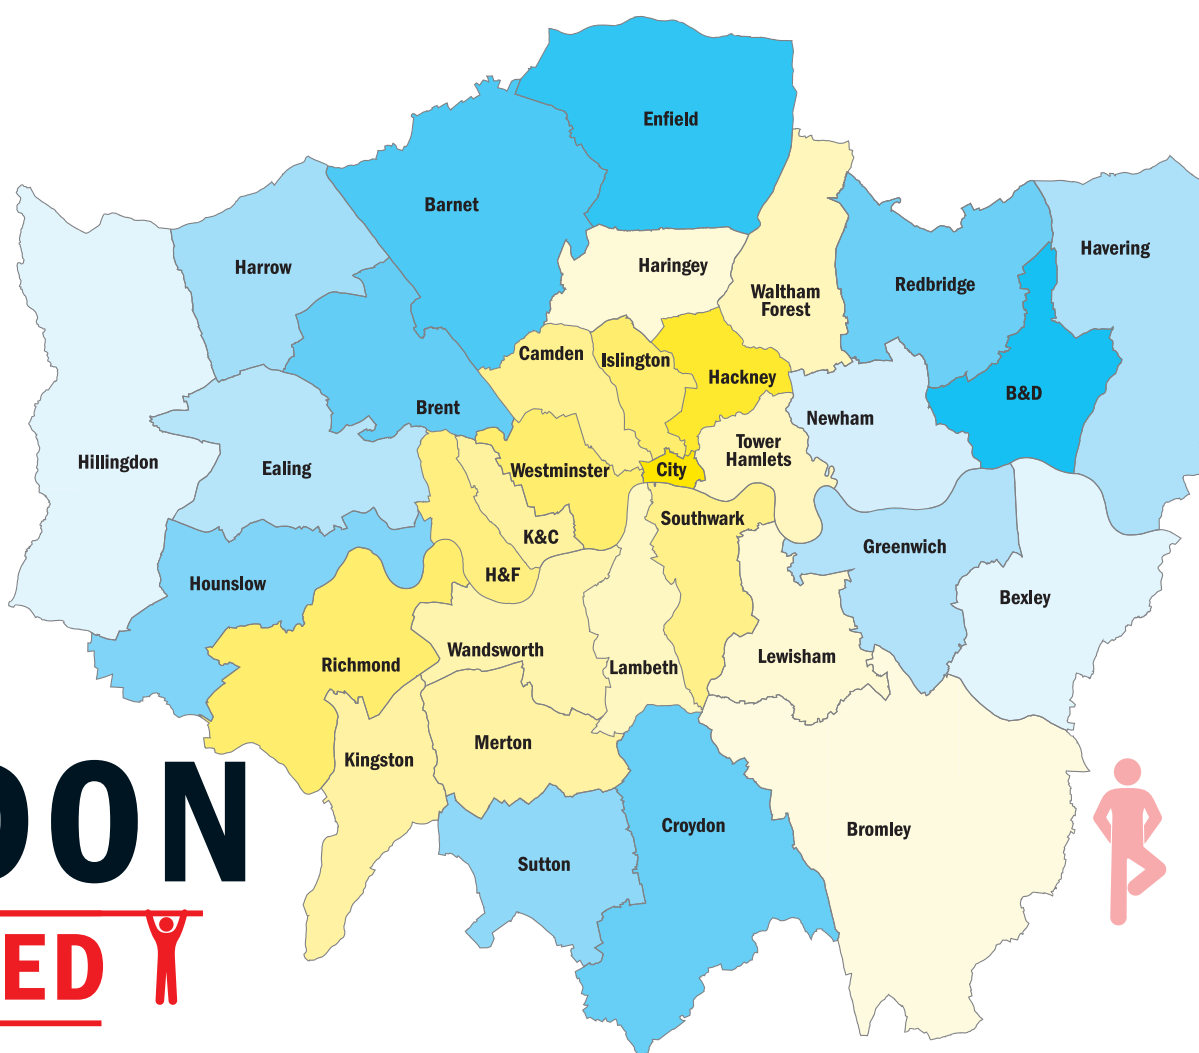 Enfield
Barnet
Harrow
Haringey
Waltham
Forest
Redbridge
Havering
Camden
Islington
Hackney
B&D
Brent
Newham
Hillingdon
Ealing
Westminster
City
Tower
Hamlets
Southwark
K&C
H&F
Greenwich
Hounslow
Bexley
Richmond
Wandsworth
Lambeth
Lewisham
Kingston
Merton
DON
Croydon
Bromley
Sutton
ED